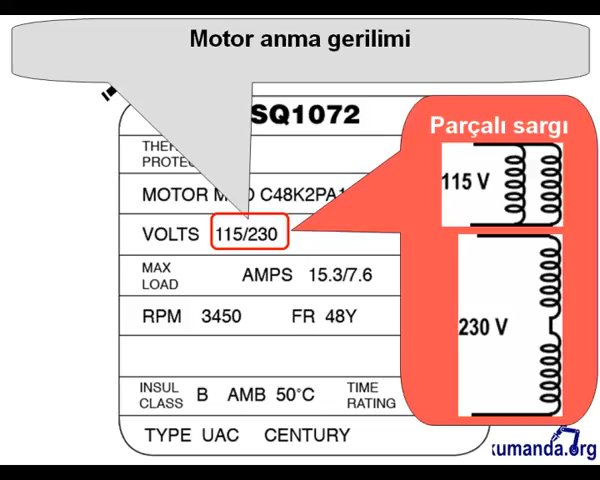 Motor anma gerilimi
SQ1072
Parçalı sargı
115 V
230 V
MOTOR
VOLTS 115/230
MAX
LOAD
AMPS 15.3/7.6
RPM 3450 FR 48Y
INSUL
CLASS
B AMB 50°C
TIME
RATING
TYPE UAC CENTURY
kumanda.org